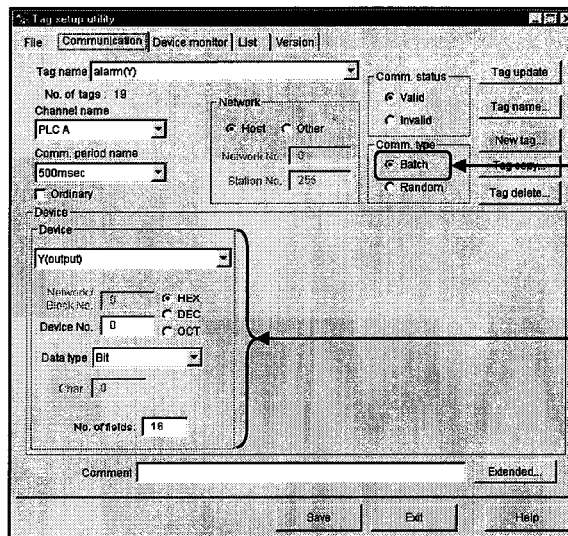 Tag setup utility
File Communication Device monitor List Version
Tag name alarm(Y)
No. of tags : 19
Channel name
PLC A
Comm. period name
500msec
Ordinary
Network
Host Other
Network No. 0
Station No. 255
Comm. status
Valid
Invalid
Comm. type
Batch
Random
Tag update
Tag name...
New tag...
Tag copy...
Tag delete...
Device
Device
Y(output)
Network/
Block No. 0
HEX
DEC
OCT
Device No. 0
Data type Bit
Char 0
No. of fields: 16
Comment
Extended...
Save Exit Help